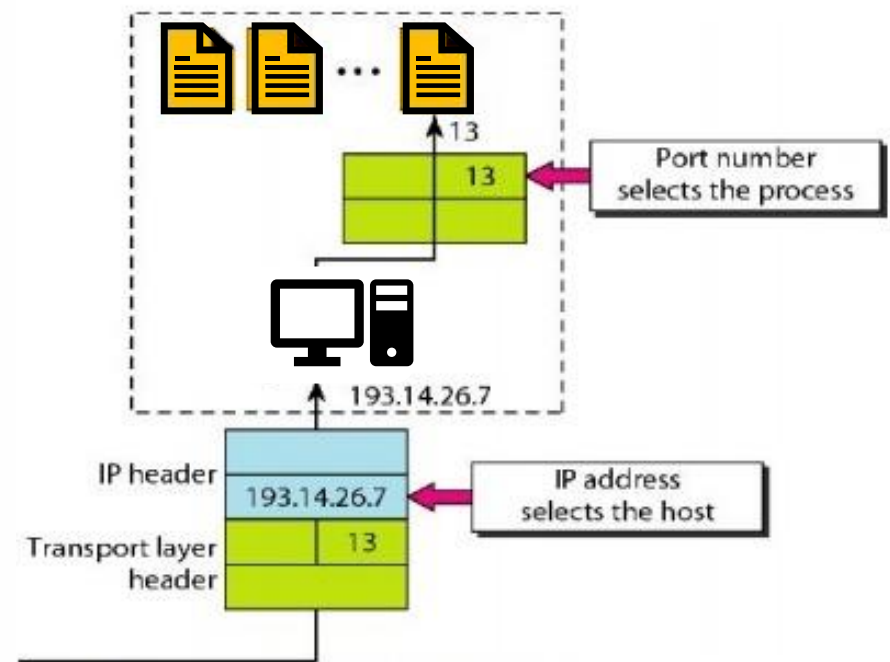 13
13
Port number
selects the process
193.14.26.7
IP header
193.14.26.7
IP address
selects the host
Transport layer
header
13